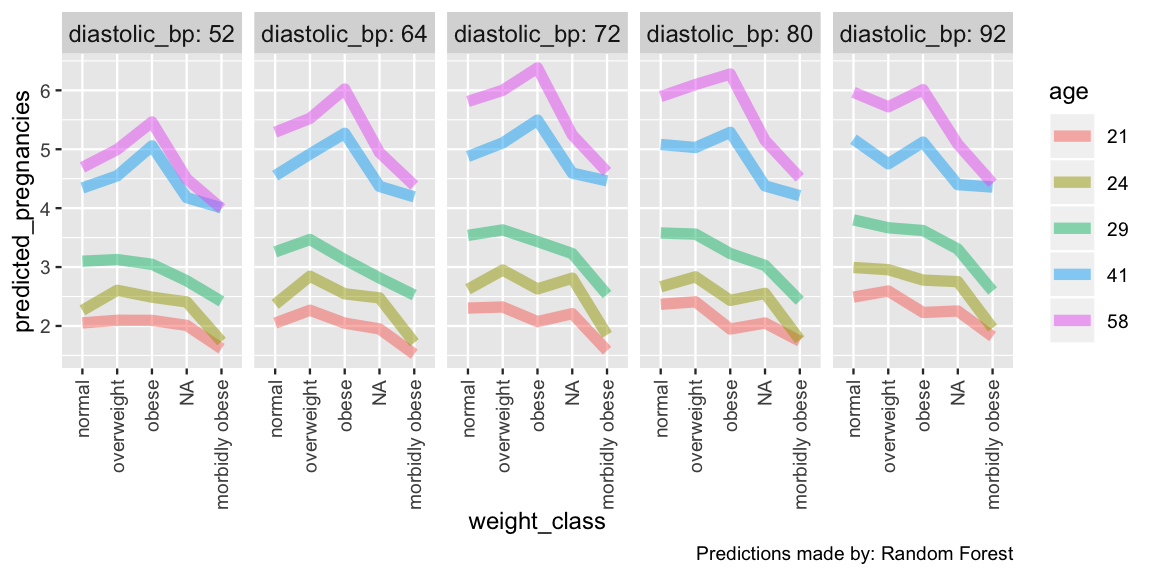 diastolic_bp: 52
diastolic_bp: 64
diastolic_bp: 72
diastolic_bp: 80
diastolic_bp: 92
predicted_pregnancies
6
5
4
3
2
normal
overweight
obese
NA
morbidly obese
normal
overweight
obese
NA
morbidly obese
normal
overweight
obese
NA
morbidly obese
normal
overweight
obese
NA
morbidly obese
normal
overweight
obese
NA
morbidly obese
weight_class
age
21
24
29
41
58
Predictions made by: Random Forest